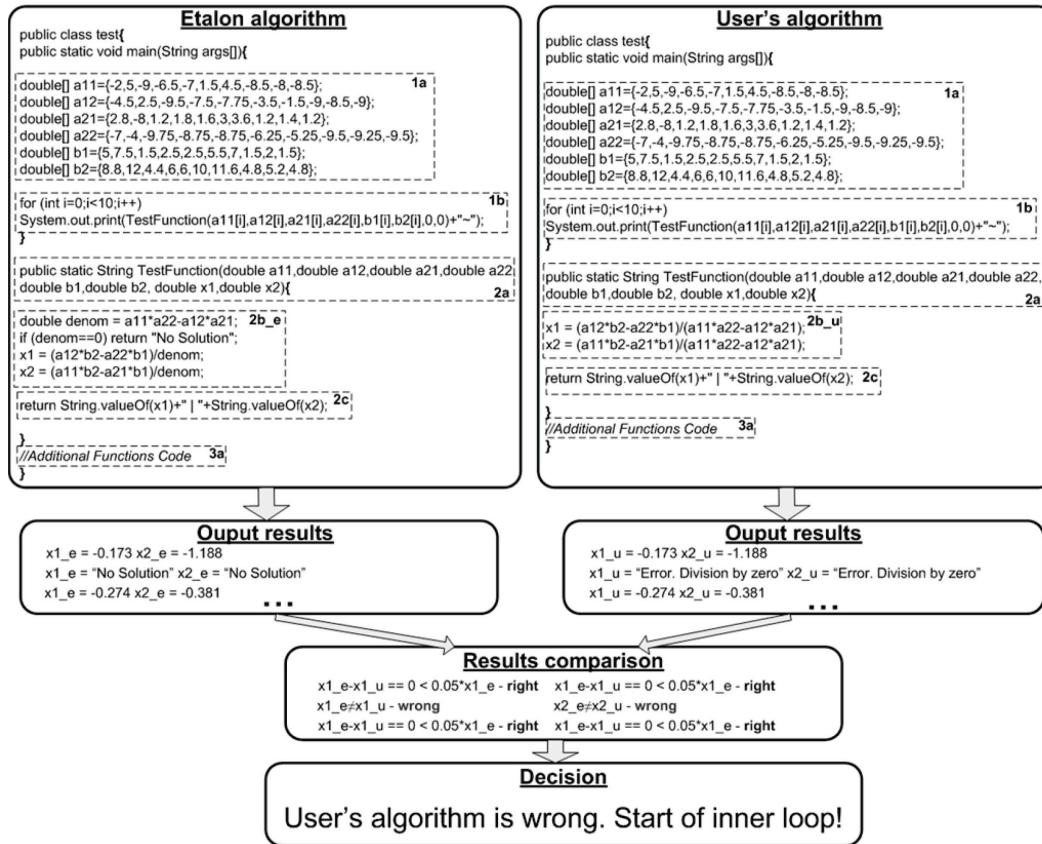 Etalon algorithm
public class test{
public static void main(String args[]){
1a
double[] a11={-2,5,-9,-6.5,-7,1.5,4.5,-8.5,-8,-8.5};
double[] a12={-4.5,2.5,-9.5,-7.5,-7.75,-3.5,-1.5,-9,-8.5,-9};
double[] a21={2.8,-8,1.2,1.8,1.6,3,3.6,1.2,1.4,1.2};
double[] a22={-7,-4,-9.75,-8.75,-8.75,-6.25,-5.25,-9.5,-9.25,-9.5};
double[] b1={5,7.5,1.5,2.5,2.5,5.5,7,1.5,2,1.5};
double[] b2={8.8,12,4.4,6,6,10,11.6,4.8,5.2,4.8};
for (int i=0;i<10;i++) 1b
System.out.print(TestFunction(a11[i],a12[i],a21[i],a22[i],b1[i],b2[i],0,0)+"~");
}
public static String TestFunction(double a11,double a12,double a21,double a22
double b1,double b2, double x1,double x2){ 2a
double denom = a11*a22-a12*a21; 2b_e
if (denom==0) return "No Solution";
x1 = (a12*b2-a22*b1)/denom;
x2 = (a11*b2-a21*b1)/denom;
return String.valueOf(x1)+" | "+String.valueOf(x2); 2c
}
//Additional Functions Code 3a
}
User's algorithm
public class test{
public static void main(String args[]){
1a
double[] a11={-2,5,-9,-6.5,-7,1.5,4.5,-8.5,-8,-8.5};
double[] a12={-4.5,2.5,-9.5,-7.5,-7.75,-3.5,-1.5,-9,-8.5,-9};
double[] a21={2.8,-8,1.2,1.8,1.6,3,3.6,1.2,1.4,1.2};
double[] a22={-7,-4,-9.75,-8.75,-8.75,-6.25,-5.25,-9.5,-9.25,-9.5};
double[] b1={5,7.5,1.5,2.5,2.5,5.5,7,1.5,2,1.5};
double[] b2={8.8,12,4.4,6,6,10,11.6,4.8,5.2,4.8};
for (int i=0;i<10;i++) 1b
System.out.print(TestFunction(a11[i],a12[i],a21[i],a22[i],b1[i],b2[i],0,0)+"~");
}
public static String TestFunction(double a11,double a12,double a21,double a22,
double b1,double b2, double x1,double x2){ 2a
x1 = (a12*b2-a22*b1)/(a11*a22-a12*a21); 2b_u
x2 = (a11*b2-a21*b1)/(a11*a22-a12*a21);
return String.valueOf(x1)+" | "+String.valueOf(x2); 2c
}
//Additional Functions Code 3a
}
Ouput results
x1_e = -0.173 x2_e = -1.188
x1_e = “No Solution” x2_e = “No Solution”
x1_e = -0.274 x2_e = -0.381
...
Ouput results
x1_u = -0.173 x2_u = -1.188
x1_u = “Error. Division by zero” x2_u = “Error. Division by zero”
x1_u = -0.274 x2_u = -0.381
...
Results comparison
x1_e-x1_u == 0 < 0.05*x1_e - right x1_e-x1_u == 0 < 0.05*x1_e - right
x1_e≠x1_u - wrong x2_e≠x2_u - wrong
x1_e-x1_u == 0 < 0.05*x1_e - right x1_e-x1_u == 0 < 0.05*x1_e - right
Decision
User's algorithm is wrong. Start of inner loop!